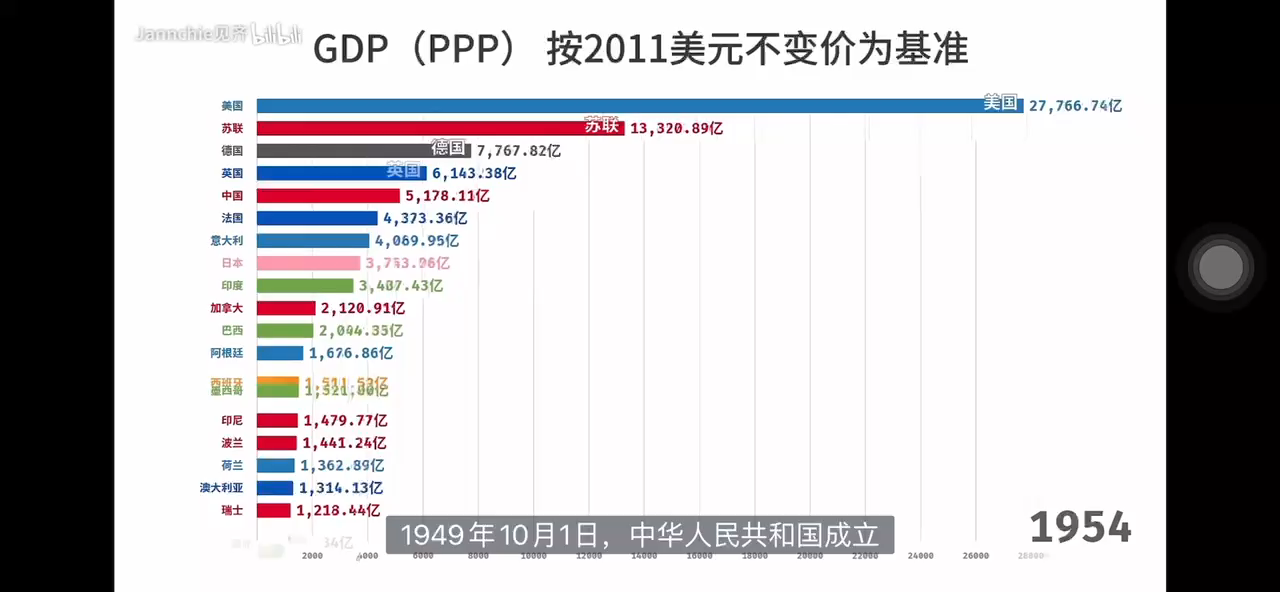 Jannchie见齐 bilibili
GDP（PPP） 按2011美元不变价为基准
美国 美国 27,766.74亿
苏联 苏联 13,320.89亿
德国 德国 7,767.82亿
英国 英国 6,143.38亿
中国 5,178.11亿
法国 4,373.36亿
意大利 4,069.95亿
日本
印度
加拿大 2,120.91亿
巴西 2,044.35亿
阿根廷 1,676.86亿
西班牙
墨西哥
印尼 1,479.77亿
波兰 1,441.24亿
荷兰 1,362.89亿
澳大利亚 1,314.13亿
瑞士 1,218.44亿
34亿
1949年10月1日，中华人民共和国成立
1954
2000 4000 6000 8000 10000 12000 14000 16000 18000 20000 22000 24000 26000 28000